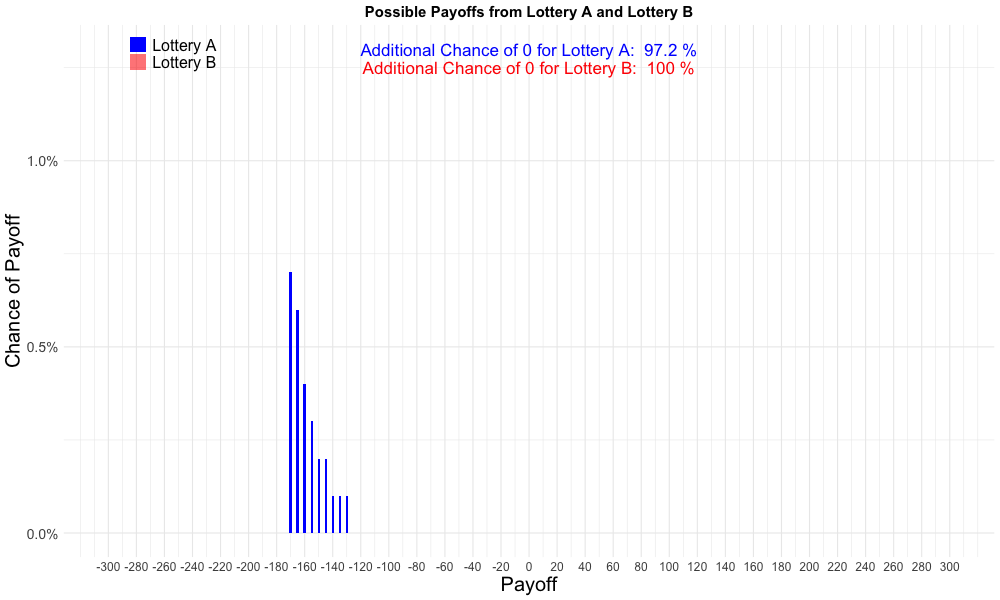 Possible Payoffs from Lottery A and Lottery B
Lottery A
Lottery B
Additional Chance of 0 for Lottery A: 97.2 %
Additional Chance of 0 for Lottery B: 100 %
Chance of Payoff
1.0%
0.5%
0.0%
-300 -280 -260 -240 -220 -200 -180 -160 -140 -120 -100 -80 -60 -40 -20 0 20 40 60 80 100 120 140 160 180 200 220 240 260 280 300
Payoff